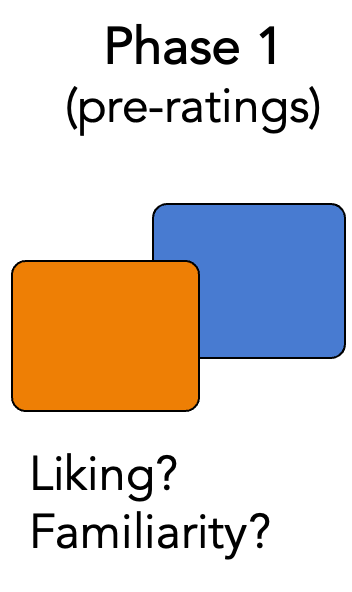 Phase 1
(pre-ratings)
Liking?
Familiarity?